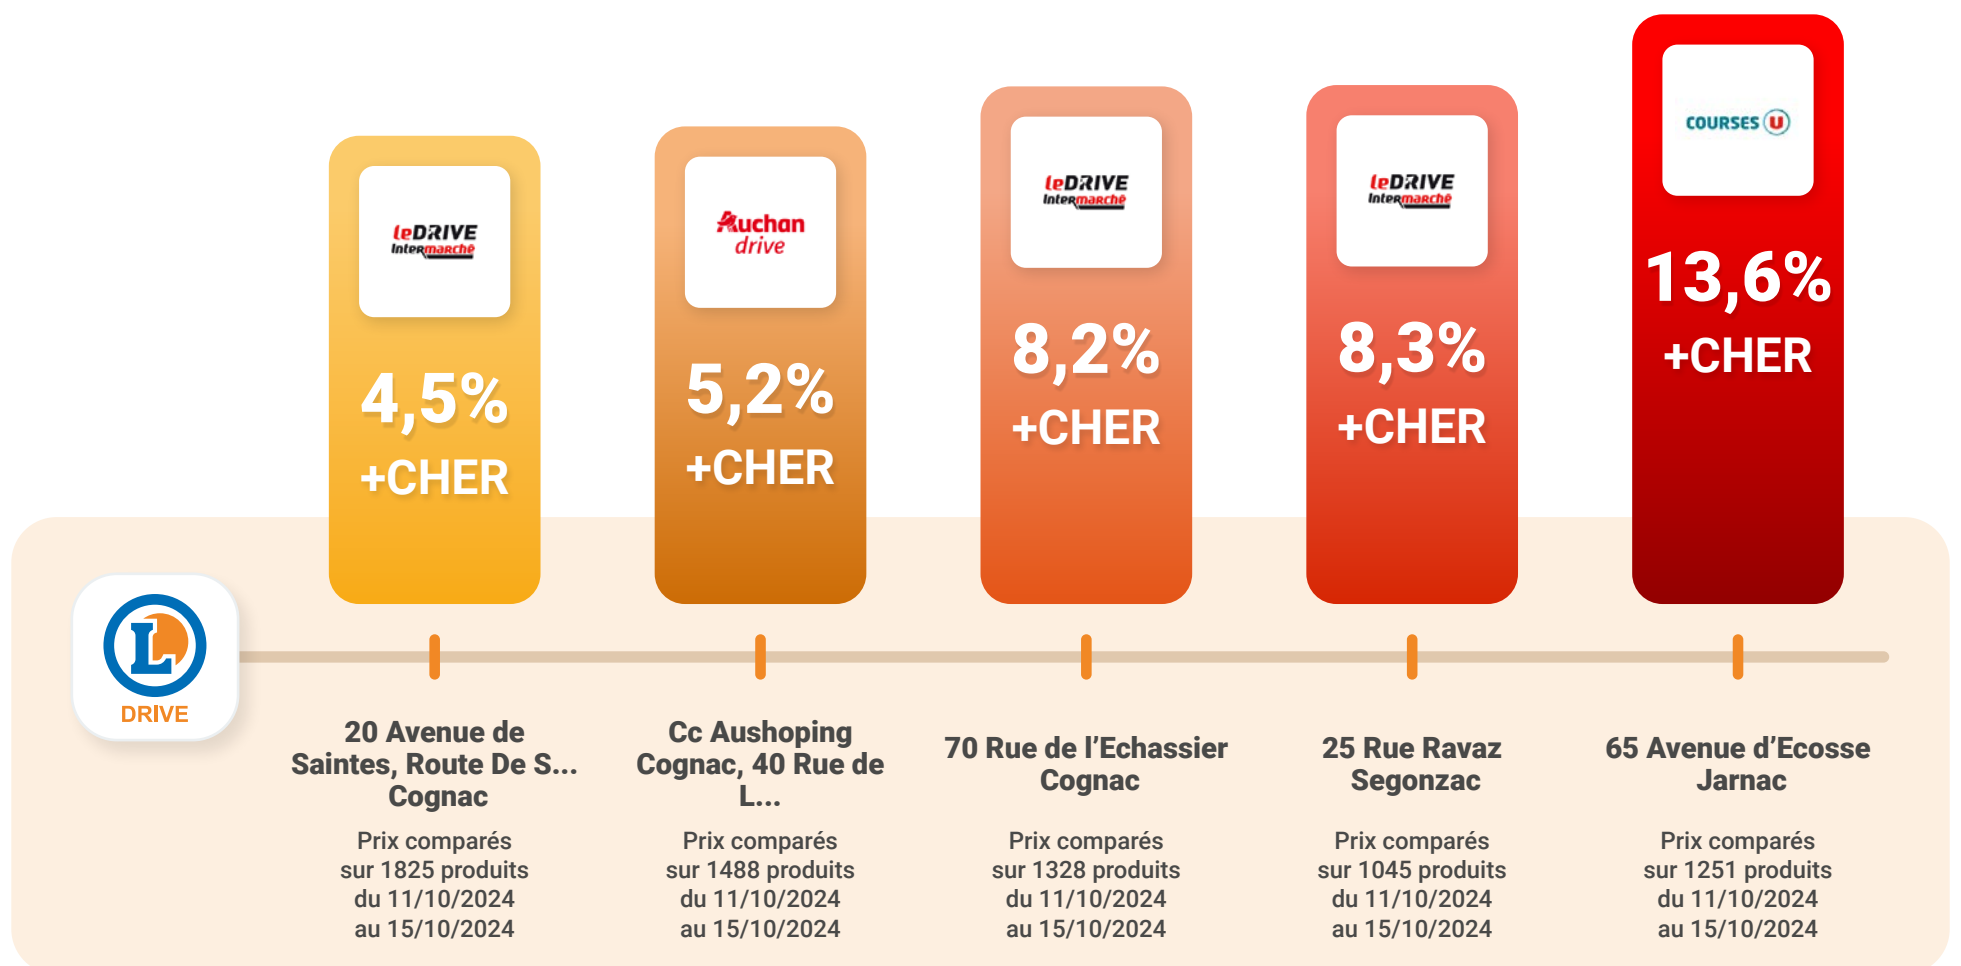 leDRIVE
Intermarché
4,5%
+CHER
Auchan
drive
5,2%
+CHER
leDRIVE
Intermarché
8,2%
+CHER
leDRIVE
Intermarché
8,3%
+CHER
COURSES U
13,6%
+CHER
L
DRIVE
20 Avenue de
Saintes, Route De S...
Cognac
Prix comparés
sur 1825 produits
du 11/10/2024
au 15/10/2024
Cc Aushoping
Cognac, 40 Rue de
L...
Prix comparés
sur 1488 produits
du 11/10/2024
au 15/10/2024
70 Rue de l’Echassier
Cognac
Prix comparés
sur 1328 produits
du 11/10/2024
au 15/10/2024
25 Rue Ravaz
Segonzac
Prix comparés
sur 1045 produits
du 11/10/2024
au 15/10/2024
65 Avenue d’Ecosse
Jarnac
Prix comparés
sur 1251 produits
du 11/10/2024
au 15/10/2024